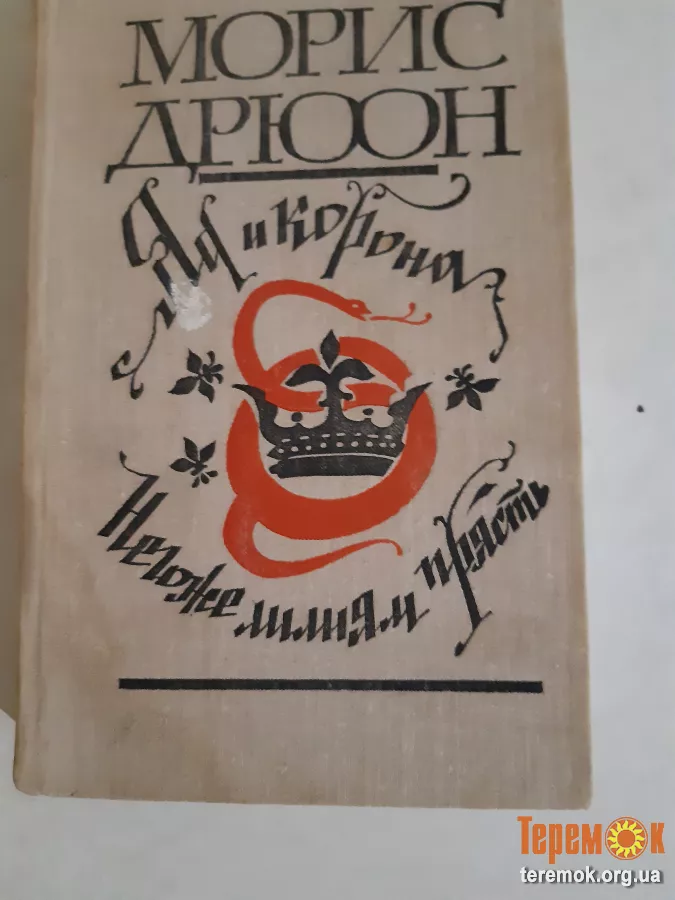 МОРИС
ДРЮОН
Яд и корона
Негоже лилиям прясть
Теремок
teremok.org.ua